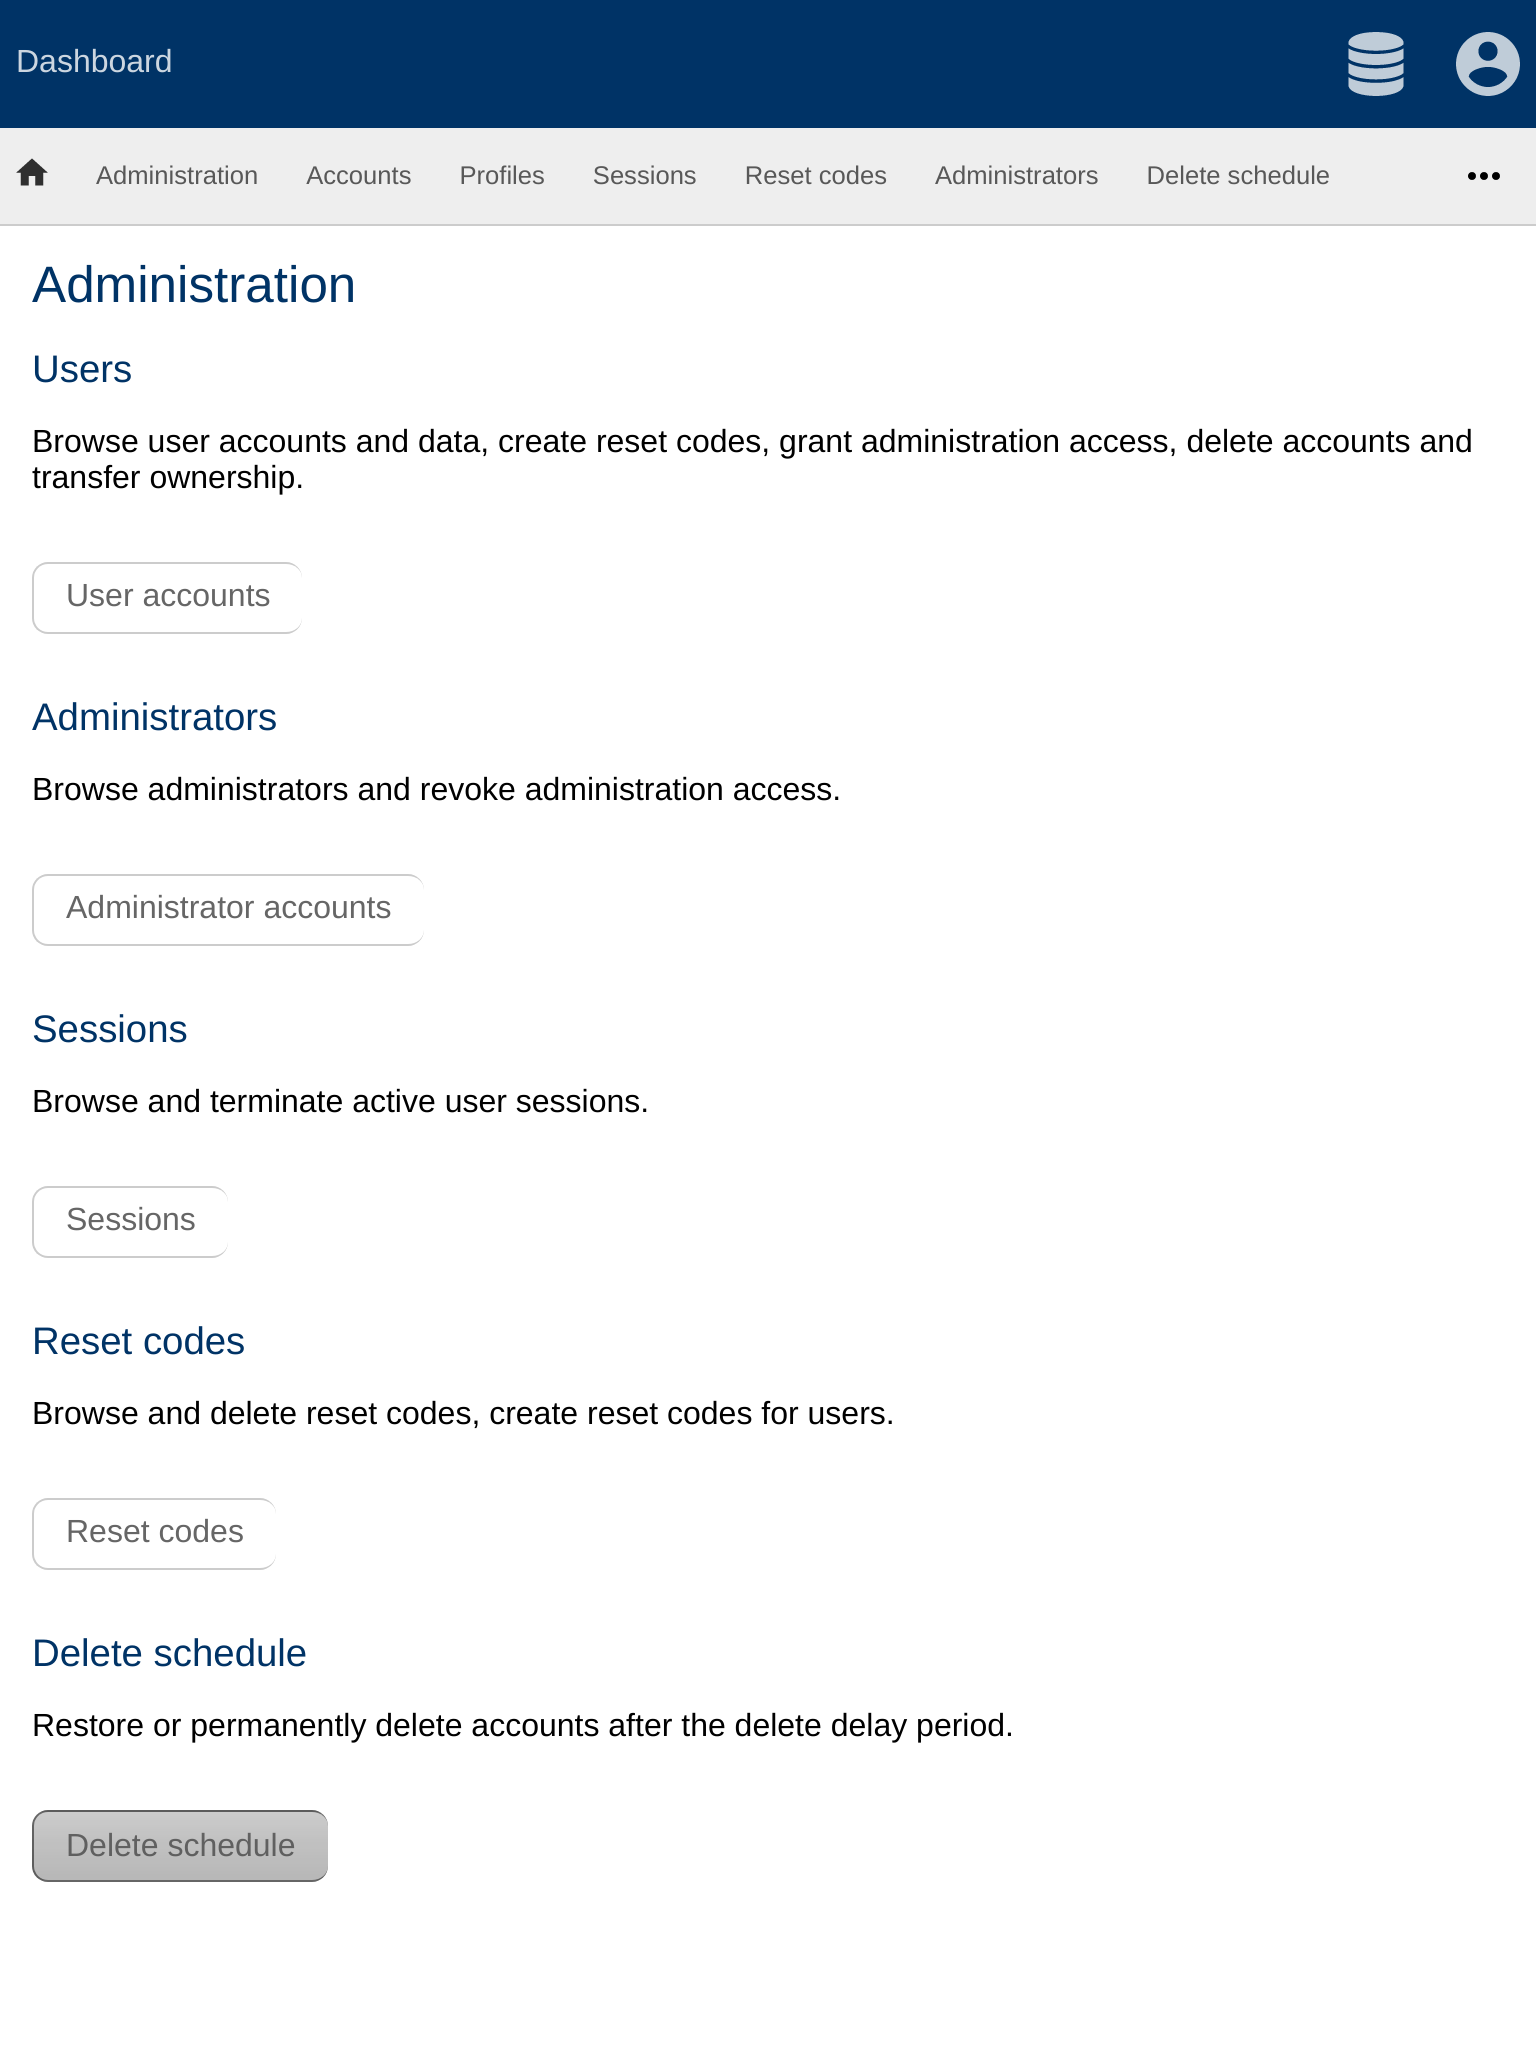 Dashboard
Administration Accounts Profiles Sessions Reset codes Administrators Delete schedule
Administration
Users
Browse user accounts and data, create reset codes, grant administration access, delete accounts and
transfer ownership.
User accounts
Administrators
Browse administrators and revoke administration access.
Administrator accounts
Sessions
Browse and terminate active user sessions.
Sessions
Reset codes
Browse and delete reset codes, create reset codes for users.
Reset codes
Delete schedule
Restore or permanently delete accounts after the delete delay period.
Delete schedule